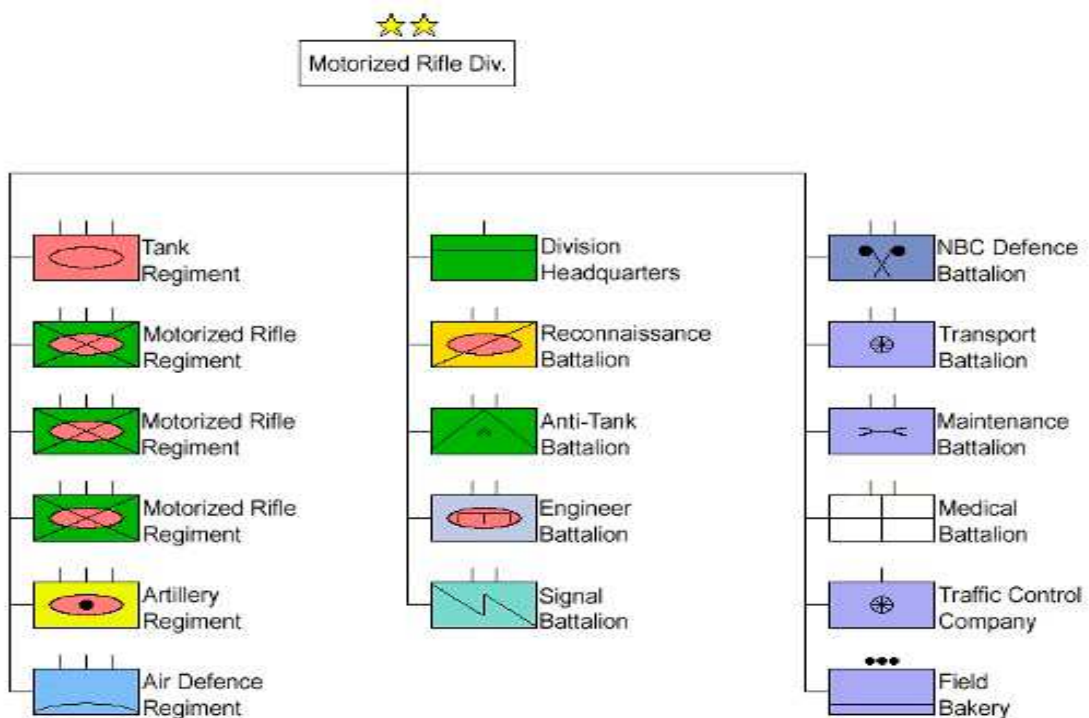 Motorized Rifle Div.
Tank
Regiment
Motorized Rifle
Regiment
Motorized Rifle
Regiment
Motorized Rifle
Regiment
Artillery
Regiment
Air Defence
Regiment
Division
Headquarters
Reconnaissance
Battalion
Anti-Tank
Battalion
Engineer
Battalion
Signal
Battalion
NBC Defence
Battalion
Transport
Battalion
Maintenance
Battalion
Medical
Battalion
Traffic Control
Company
Field
Bakery